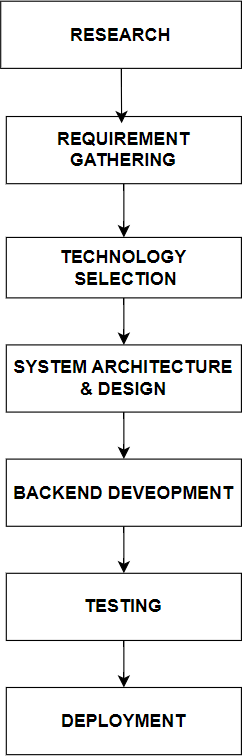 RESEARCH
REQUIREMENT
GATHERING
TECHNOLOGY
SELECTION
SYSTEM ARCHITECTURE
& DESIGN
BACKEND DEVEOPMENT
TESTING
DEPLOYMENT